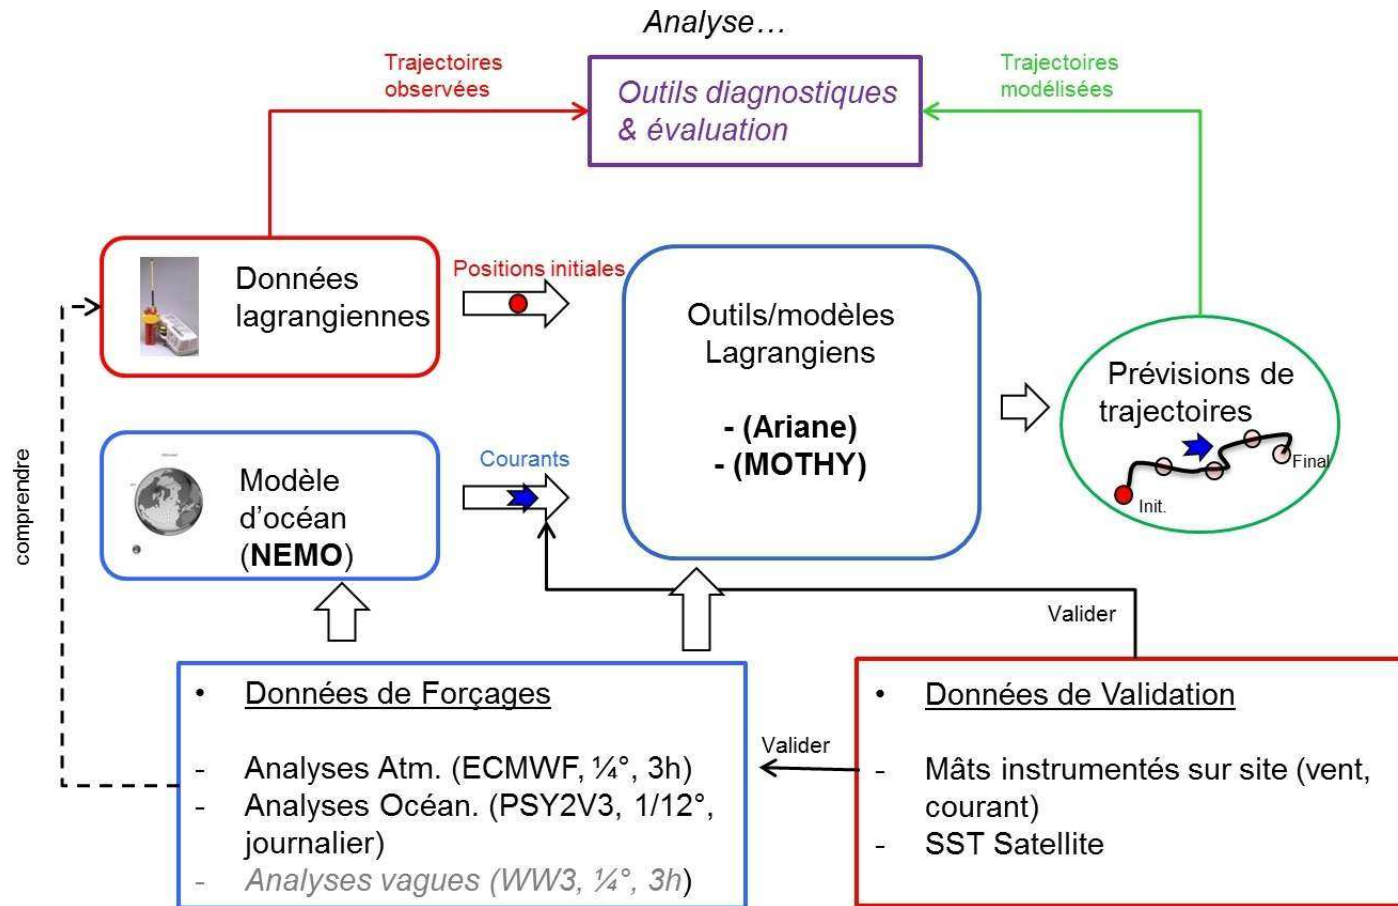 Analyse…
Trajectoires
observées
Outils diagnostiques
& évaluation
Trajectoires
modélisées
Données
lagrangiennes
Positions initiales
Outils/modèles
Lagrangiens
- (Ariane)
- (MOTHY)
Prévisions de
trajectoires
Final
Init.
comprendre
Modèle
d'océan
(NEMO)
Courants
Valider
• Données de Forçages
- Analyses Atm. (ECMWF, ¼°, 3h)
- Analyses Océan. (PSY2V3, 1/12°,
journalier)
- Analyses vagues (WW3, ¼°, 3h)
Valider
• Données de Validation
- Mâts instrumentés sur site (vent,
courant)
- SST Satellite